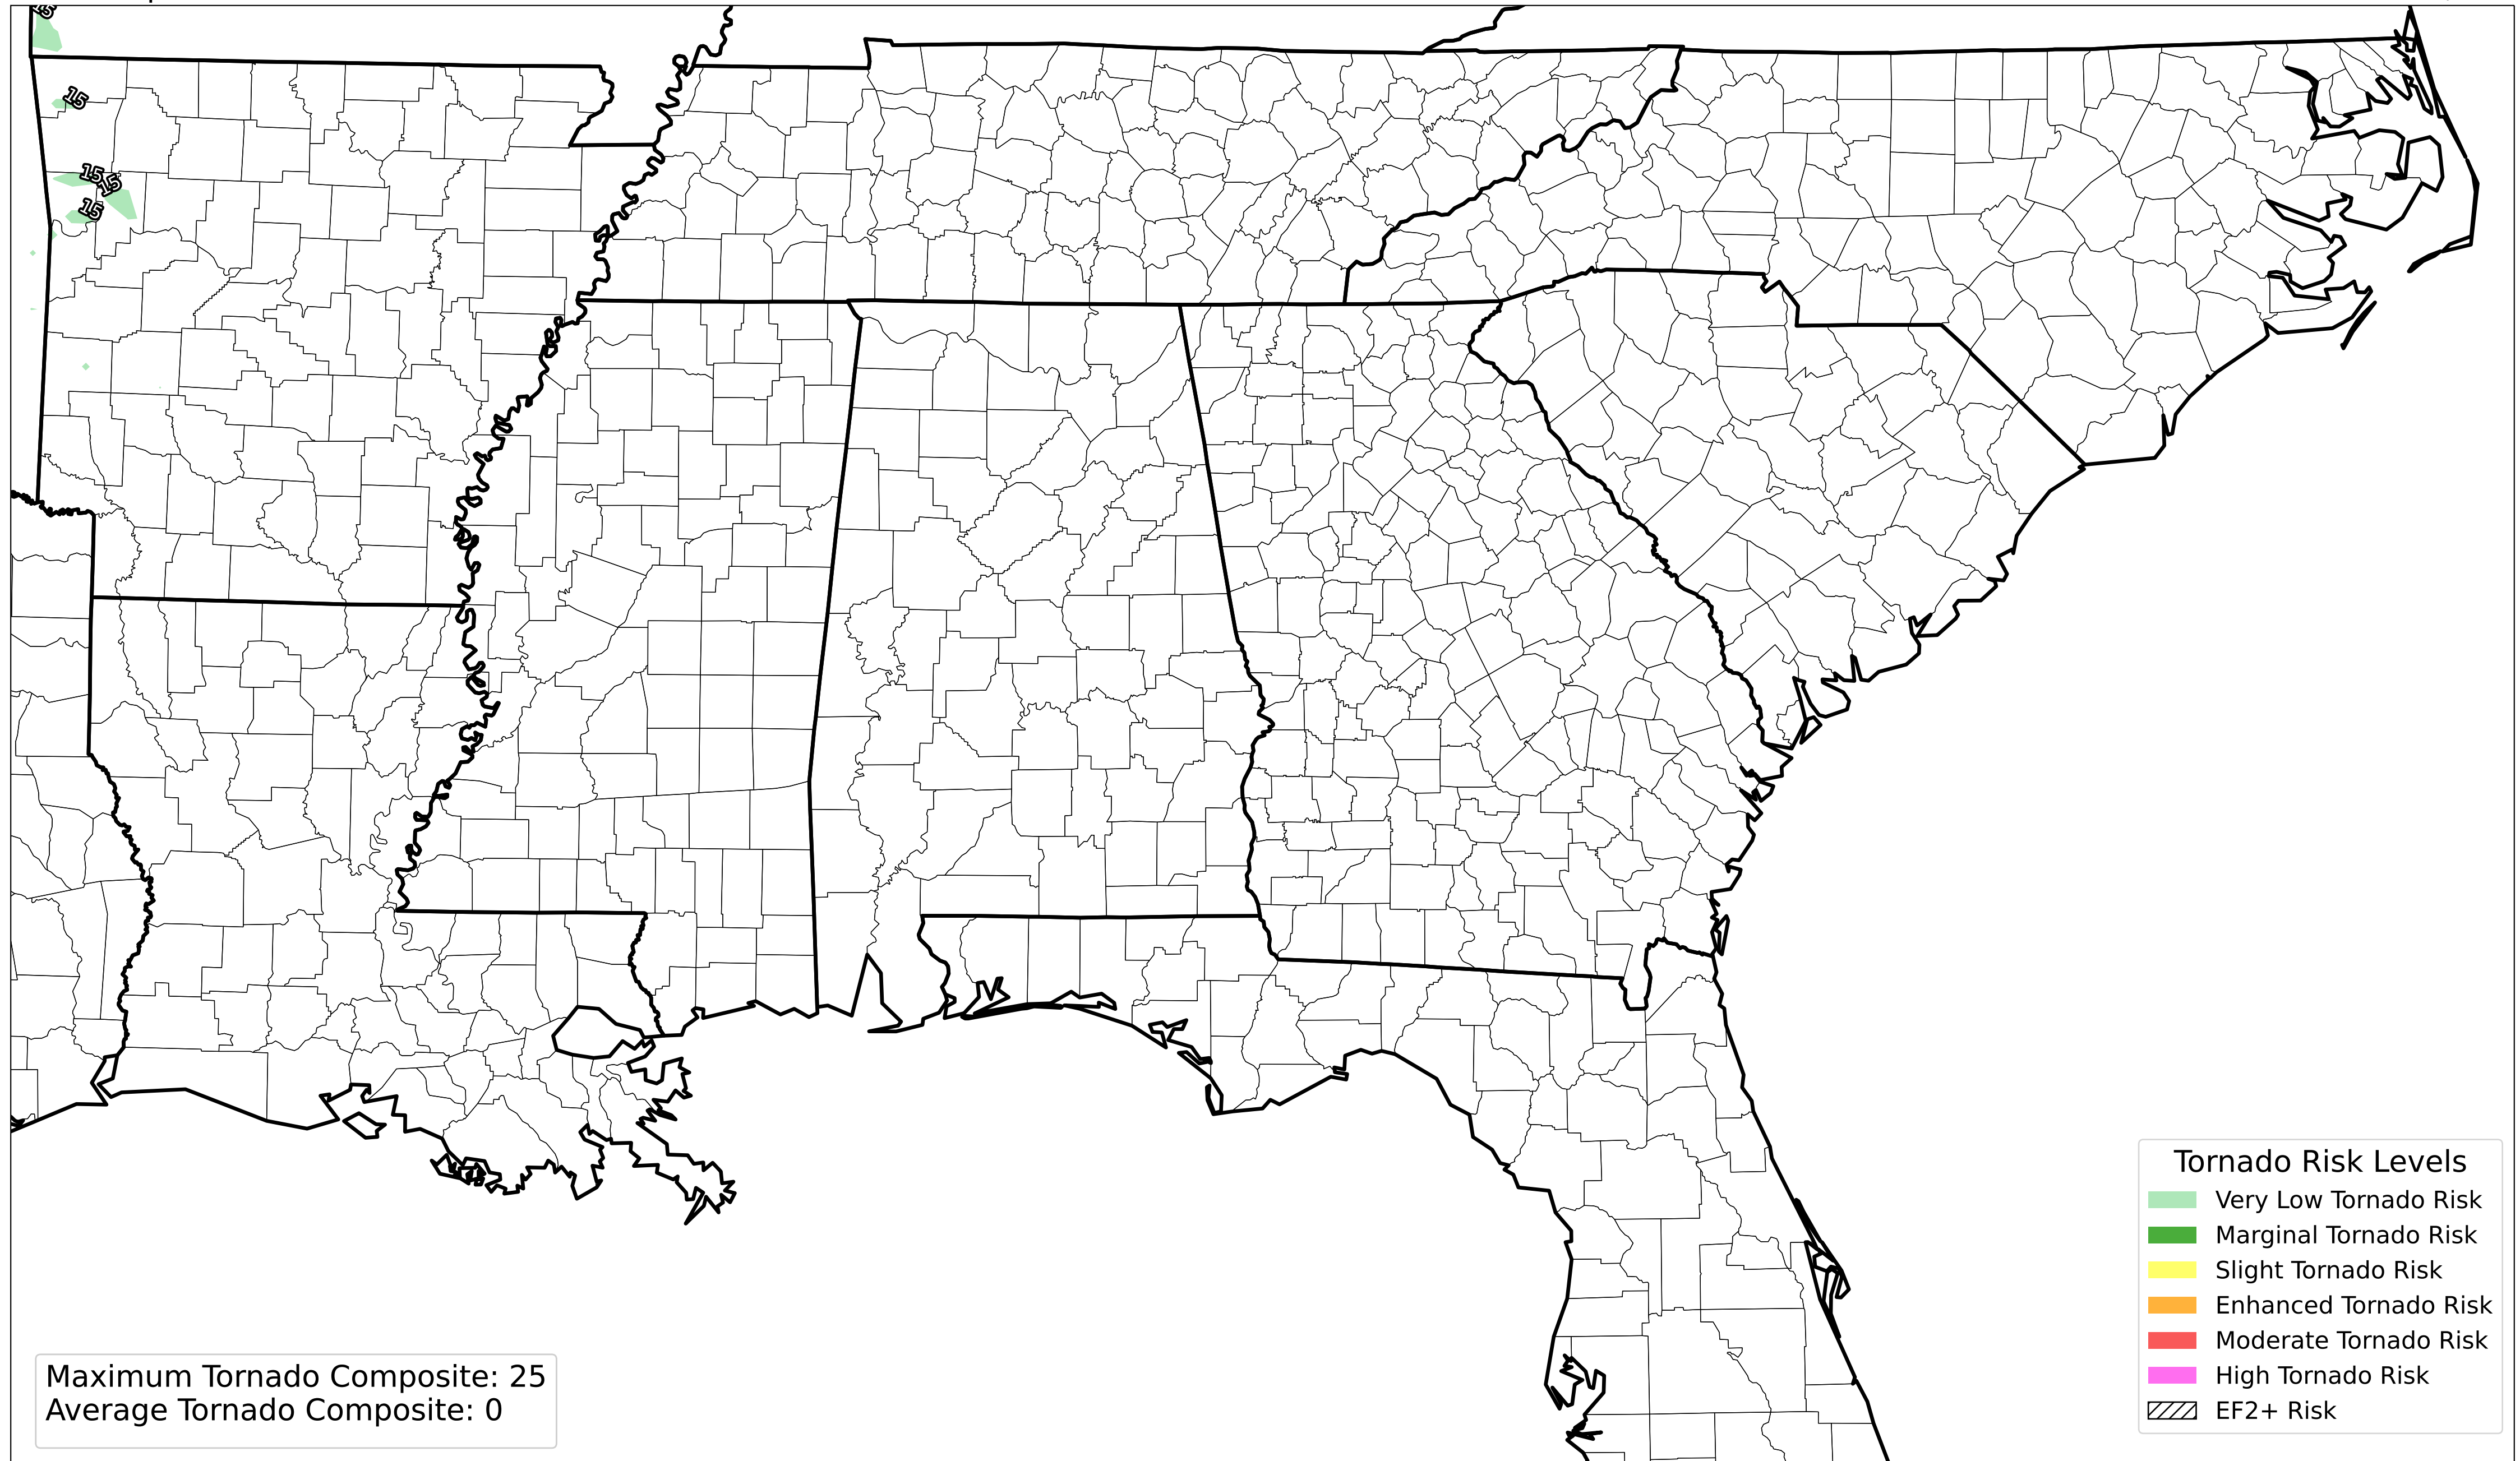 15
15
15
15
15
Tornado Risk Levels
Very Low Tornado Risk
Marginal Tornado Risk
Slight Tornado Risk
Enhanced Tornado Risk
Moderate Tornado Risk
High Tornado Risk
EF2+ Risk
Maximum Tornado Composite: 25
Average Tornado Composite: 0